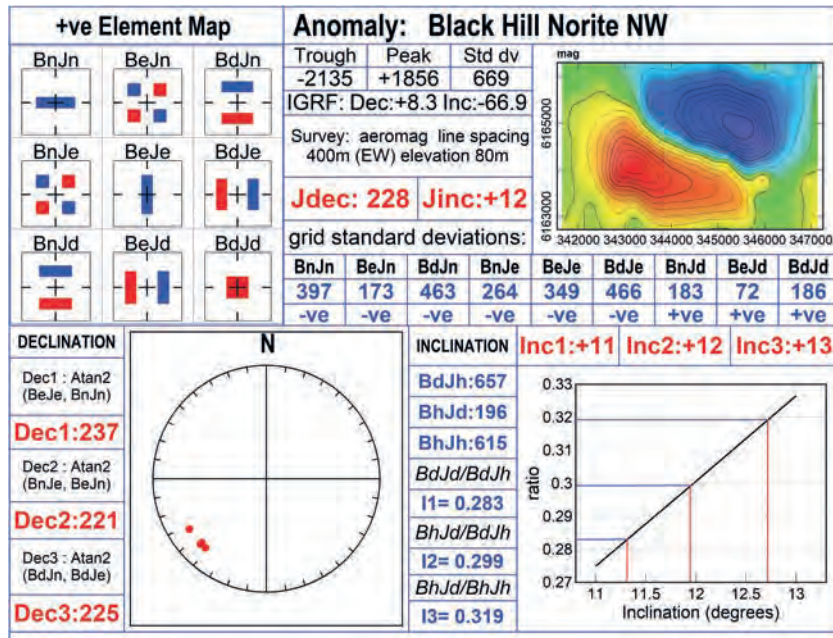 +ve Element Map
BnJn BeJn BdJn
BnJe BeJe BdJe
BnJd BeJd BdJd
Anomaly: Black Hill Norite NW
Trough Peak Std dv
-2135 +1856 669
IGRF: Dec:+8.3 Inc:-66.9
Survey: aeromag line spacing
400m (EW) elevation 80m
Jdec: 228 Jinc:+12
mag
6165000
6163000
342000 343000 344000 345000 346000 347000
grid standard deviations:
BnJn BeJn BdJn BnJe BeJe BdJe BnJd BeJd BdJd
397 173 463 264 349 466 183 72 186
-ve -ve -ve -ve -ve -ve +ve +ve +ve
DECLINATION
Dec1 : Atan2
(BeJe, BnJn)
Dec1:237
Dec2 : Atan2
(BnJe, BeJn)
Dec2:221
Dec3 : Atan2
(BdJn, BdJe)
Dec3:225
N
INCLINATION
BdJh:657
BhJd:196
BhJh:615
BdJd/BdJh
I1= 0.283
BhJd/BdJd
I2= 0.299
BhJd/BhJh
I3= 0.319
Inc1:+11 Inc2:+12 Inc3:+13
0.33
0.32
0.31
0.3
0.29
0.28
0.27
ratio
11 11.5 12 12.5 13
Inclination (degrees)